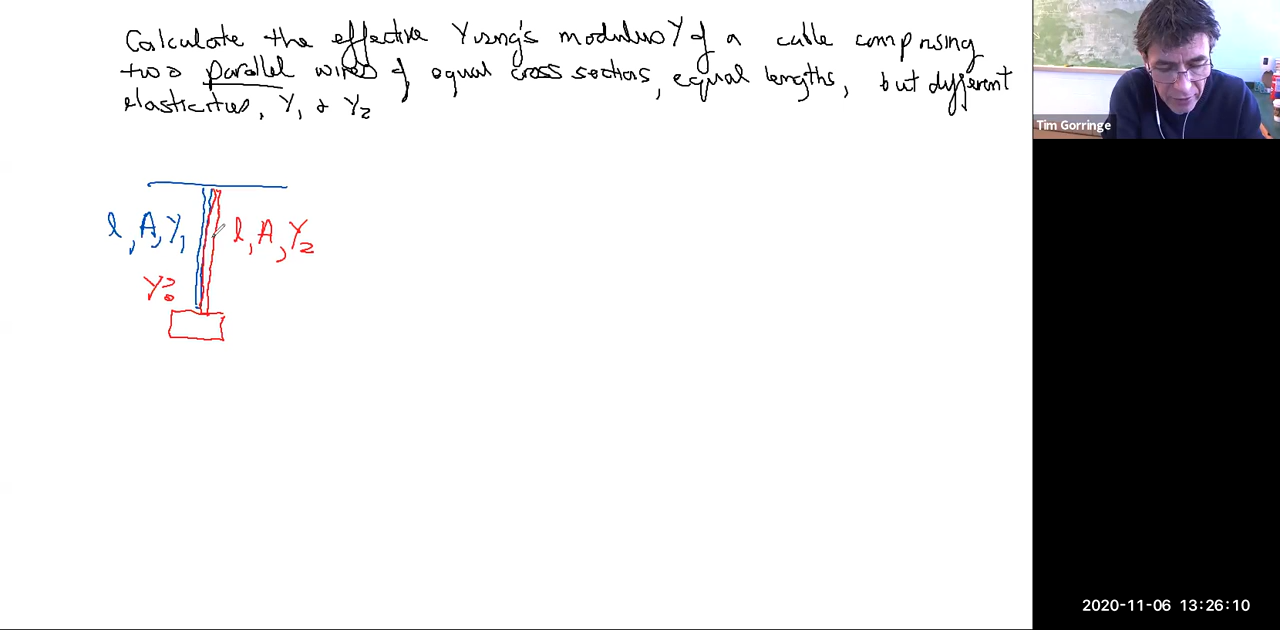 Calculate the effective Young's modulus Y of a cable comprising
two parallel wires of equal cross sections, equal lengths, but different
elasticities, Y₁ & Y₂
l, A, Y₁
l, A, Y₂
Y?
Tim Gorringe
2020-11-06 13:26:10